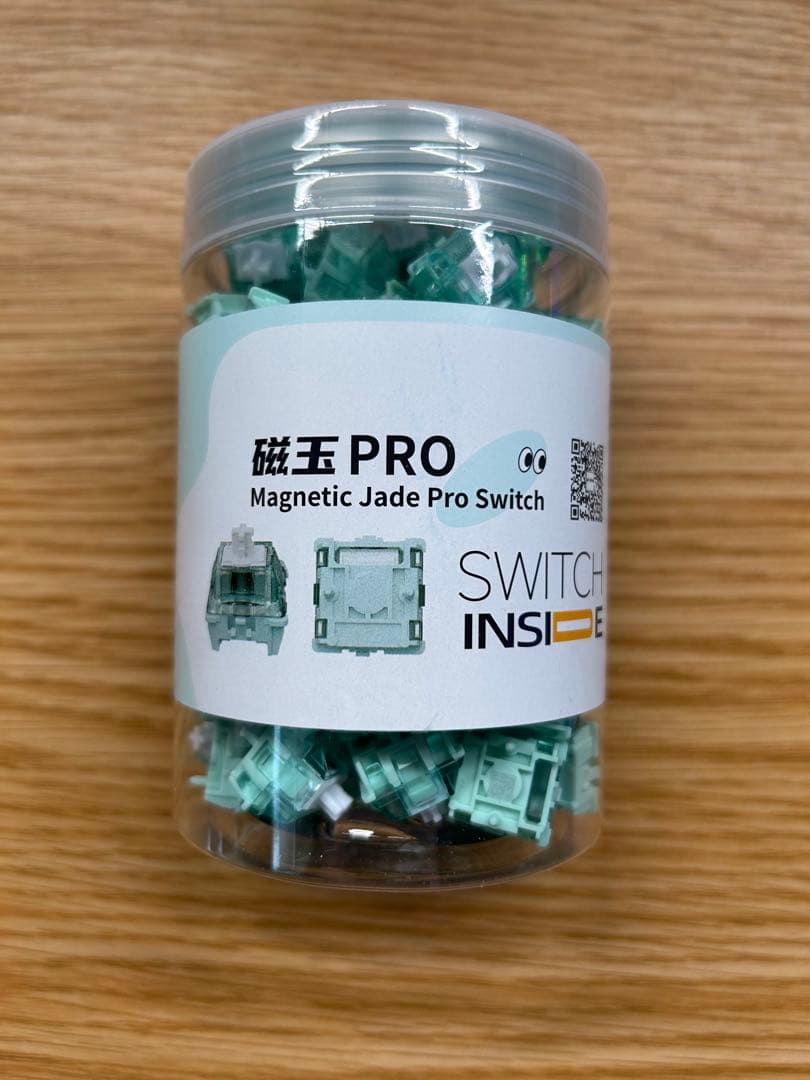 磁玉PRO
Magnetic Jade Pro Switch
SWITCH
INSIDE